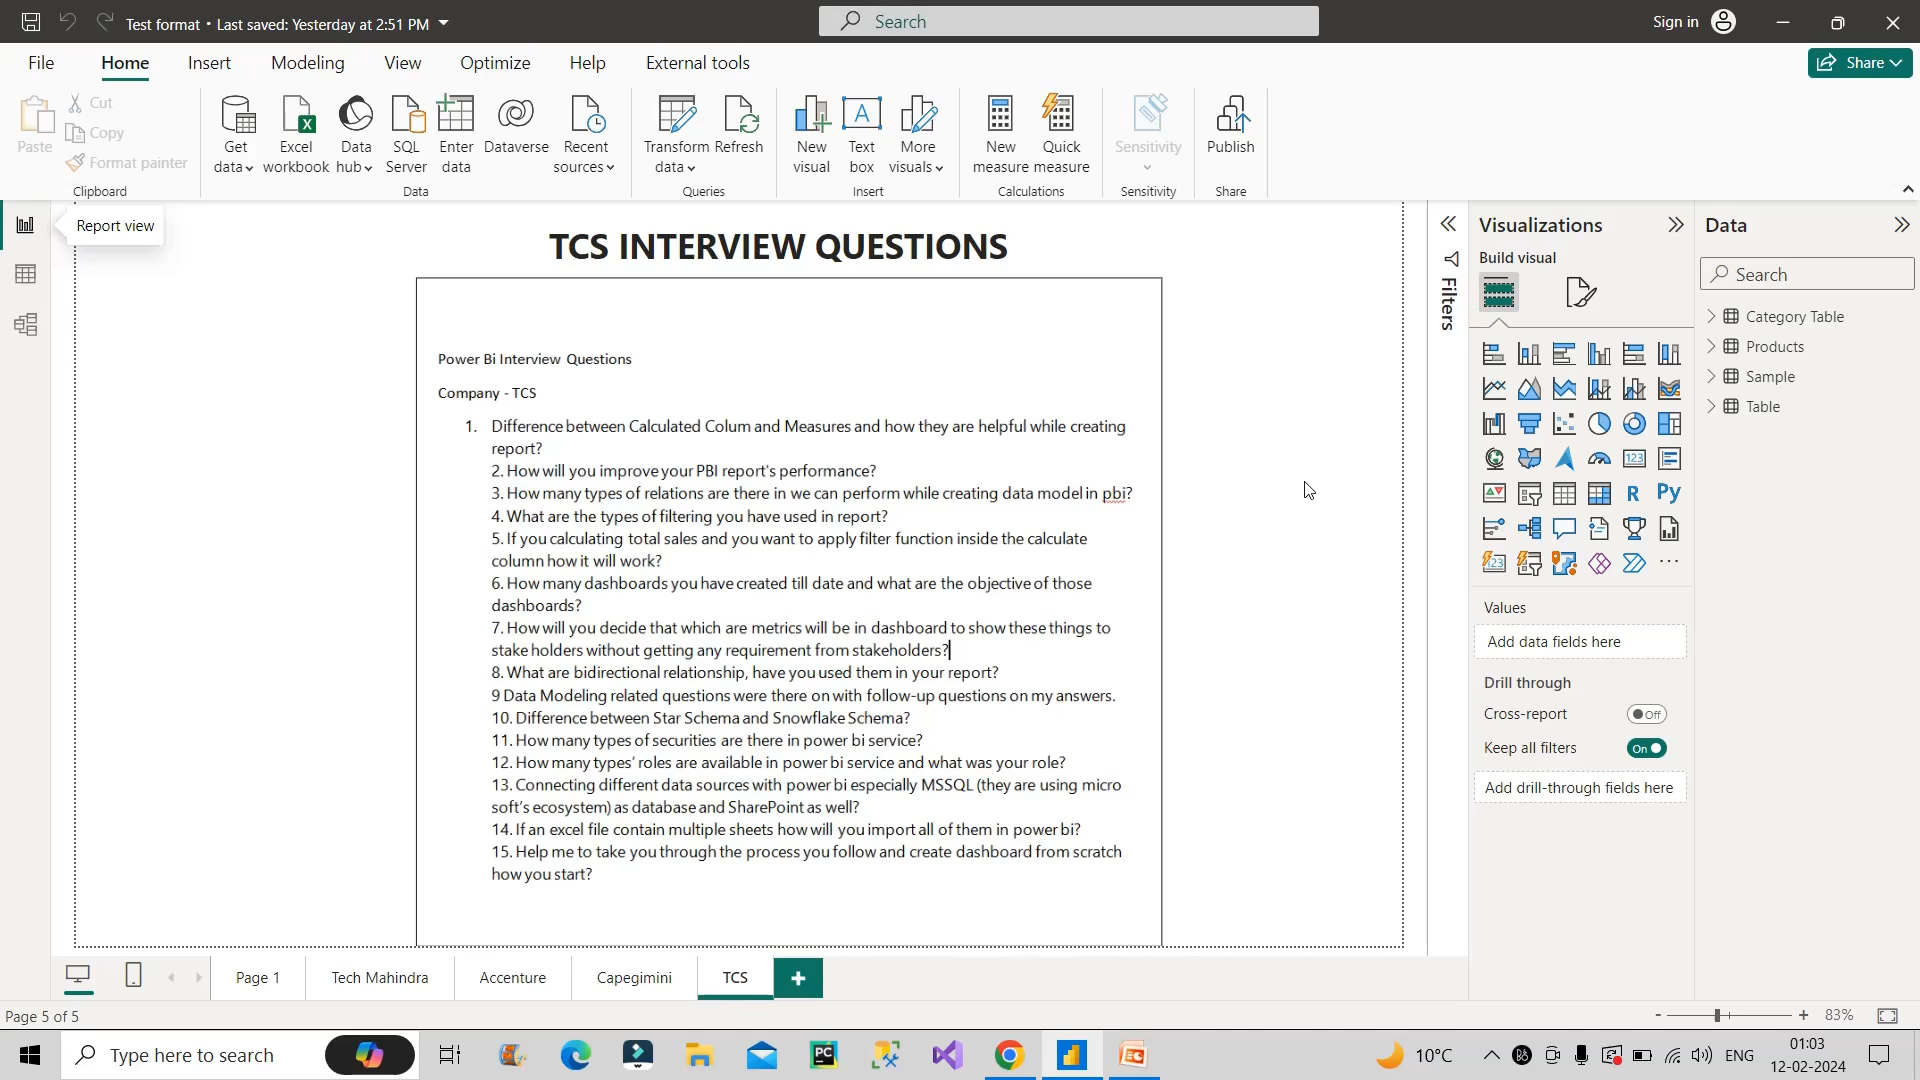 Test format • Last saved: Yesterday at 2:51 PM
Search
Sign in
File
Home
Insert
Modeling
View
Optimize
Help
External tools
Share
Paste
Cut
Copy
Format painter
Clipboard
Get data
Excel workbook
Data hub
SQL Server
Enter data
Dataverse
Recent sources
Data
Transform data
Refresh
Queries
New visual
Text box
More visuals
Insert
New measure
Quick measure
Calculations
Sensitivity
Sensitivity
Publish
Share
Report view
TCS INTERVIEW QUESTIONS
Power Bi Interview Questions
Company - TCS
1. Difference between Calculated Colum and Measures and how they are helpful while creating
report?
2. How will you improve your PBI report's performance?
3. How many types of relations are there in we can perform while creating data model in pbi?
4. What are the types of filtering you have used in report?
5. If you calculating total sales and you want to apply filter function inside the calculate
column how it will work?
6. How many dashboards you have created till date and what are the objective of those
dashboards?
7. How will you decide that which are metrics will be in dashboard to show these things to
stake holders without getting any requirement from stakeholders?
8. What are bidirectional relationship, have you used them in your report?
9 Data Modeling related questions were there on with follow-up questions on my answers.
10. Difference between Star Schema and Snowflake Schema?
11. How many types of securities are there in power bi service?
12. How many types' roles are available in power bi service and what was your role?
13. Connecting different data sources with power bi especially MSSQL (they are using micro
soft's ecosystem) as database and SharePoint as well?
14. If an excel file contain multiple sheets how will you import all of them in power bi?
15. Help me to take you through the process you follow and create dashboard from scratch
how you start?
Filters
Visualizations
Build visual
123
R
Py
123
Values
Add data fields here
Drill through
Cross-report
Off
Keep all filters
On
Add drill-through fields here
Data
Search
Category Table
Products
Sample
Table
Page 1
Tech Mahindra
Accenture
Capegimini
TCS
Page 5 of 5
83%
Type here to search
PC
10°C
ENG
01:03
12-02-2024